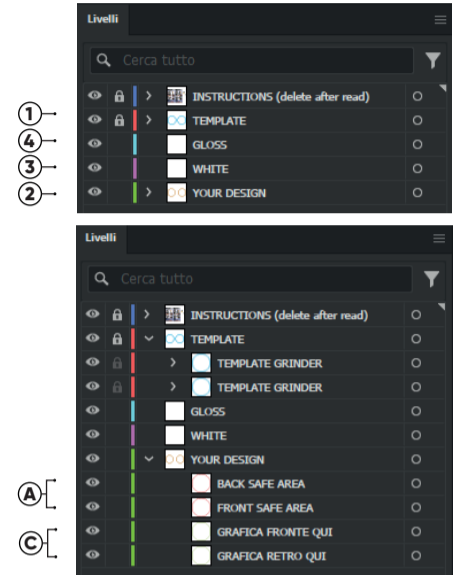 Livelli
Cerca tutto
INSTRUCTIONS (delete after read)
1 TEMPLATE
4 GLOSS
3 WHITE
2 YOUR DESIGN
Livelli
Cerca tutto
INSTRUCTIONS (delete after read)
TEMPLATE
TEMPLATE GRINDER
TEMPLATE GRINDER
GLOSS
WHITE
YOUR DESIGN
A BACK SAFE AREA
FRONT SAFE AREA
C GRAFICA FRONTE QUI
GRAFICA RETRO QUI